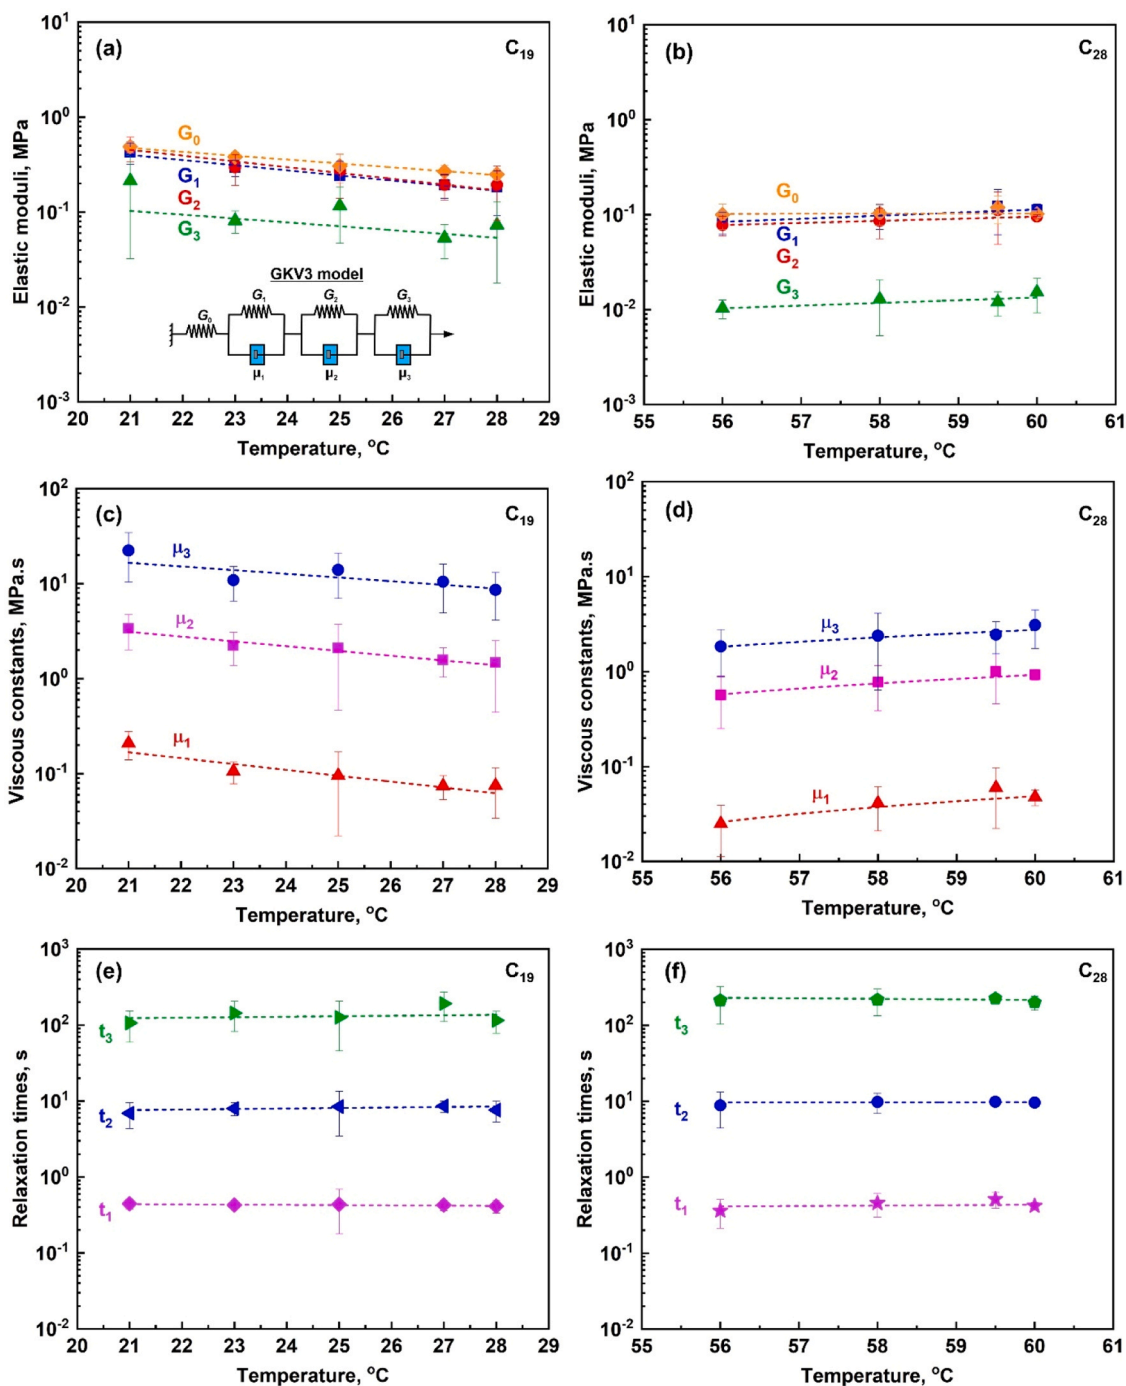 (a)
C19
10^1
10^0
10^-1
10^-2
10^-3
Elastic moduli, MPa
G0
G1
G2
G3
GKV3 model
G0
G1
G2
G3
μ1
μ2
μ3
20 21 22 23 24 25 26 27 28 29
Temperature, °C
(b)
C28
10^1
10^0
10^-1
10^-2
10^-3
Elastic moduli, MPa
G0
G1
G2
G3
55 56 57 58 59 60 61
Temperature, °C
(c)
C19
10^2
10^1
10^0
10^-1
10^-2
Viscous constants, MPa.s
μ3
μ2
μ1
20 21 22 23 24 25 26 27 28 29
Temperature, °C
(d)
C28
10^2
10^1
10^0
10^-1
10^-2
Viscous constants, MPa.s
μ3
μ2
μ1
55 56 57 58 59 60 61
Temperature, °C
(e)
C19
10^3
10^2
10^1
10^0
10^-1
10^-2
Relaxation times, s
t3
t2
t1
20 21 22 23 24 25 26 27 28 29
Temperature, °C
(f)
C28
10^3
10^2
10^1
10^0
10^-1
10^-2
Relaxation times, s
t3
t2
t1
55 56 57 58 59 60 61
Temperature, °C